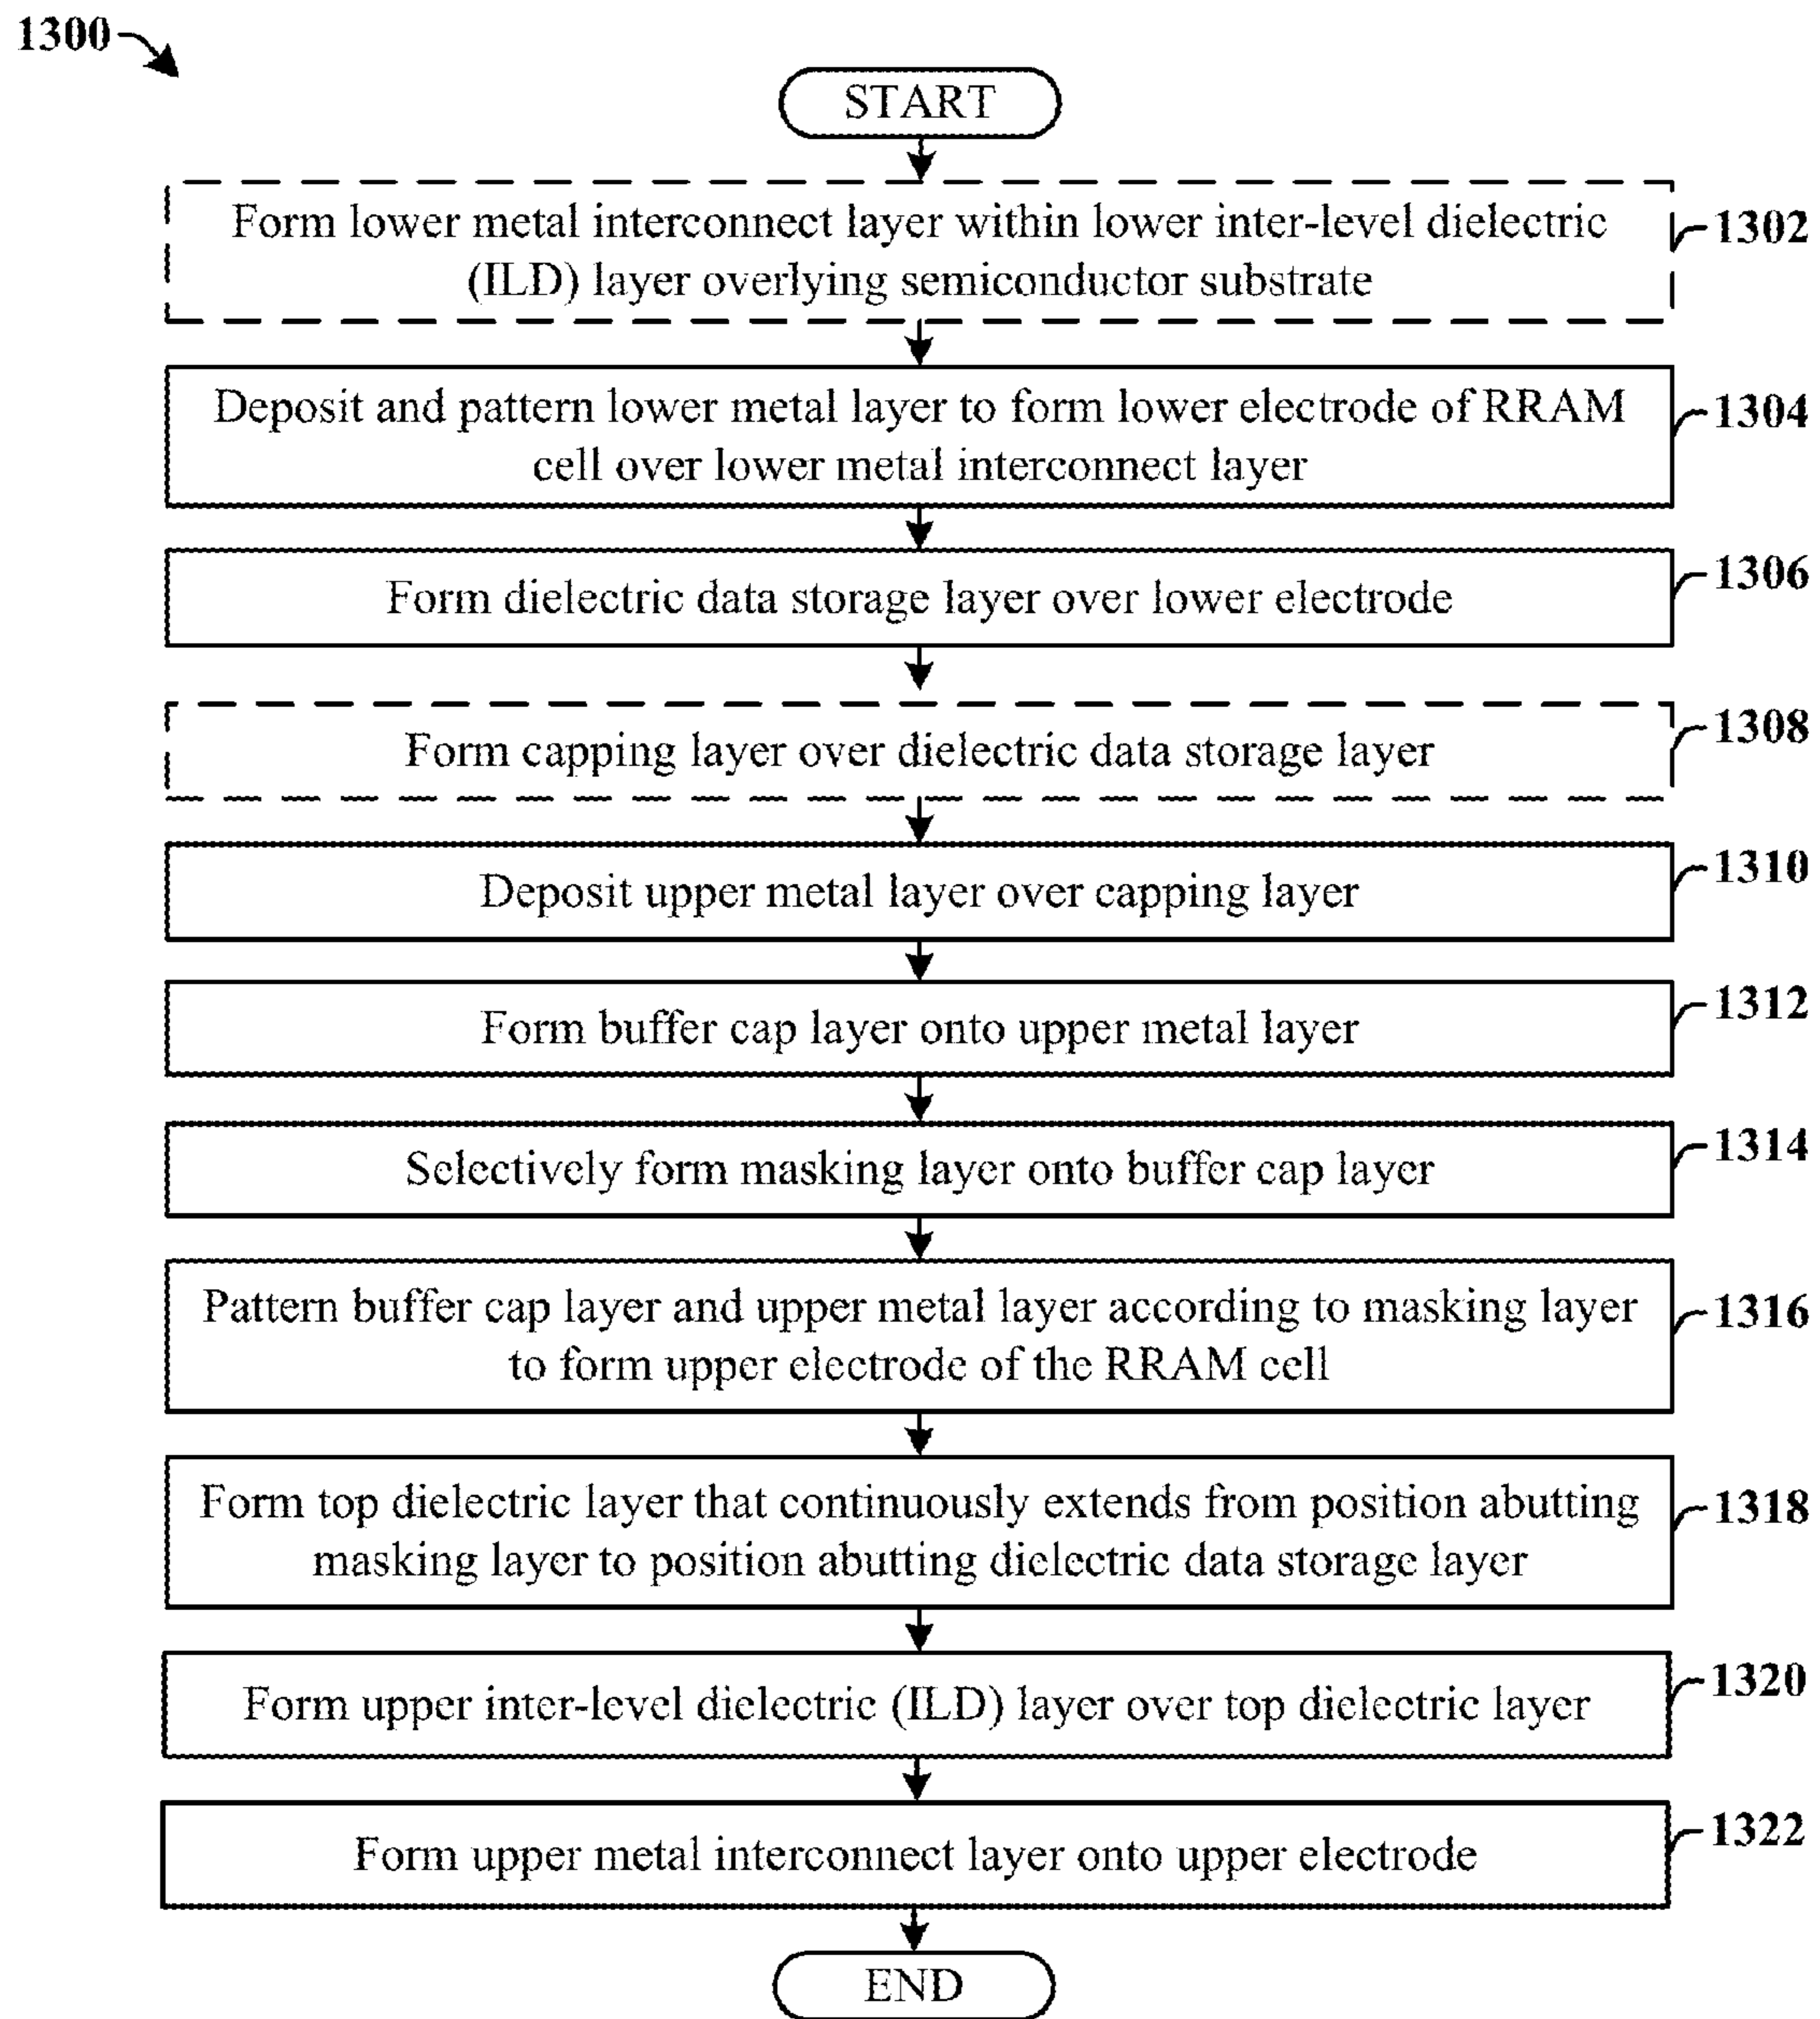 1300
START
Form lower metal interconnect layer within lower inter-level dielectric
(ILD) layer overlying semiconductor substrate
1302
Deposit and pattern lower metal layer to form lower electrode of RRAM
cell over lower metal interconnect layer
1304
Form dielectric data storage layer over lower electrode
1306
Form capping layer over dielectric data storage layer
1308
Deposit upper metal layer over capping layer
1310
Form buffer cap layer onto upper metal layer
1312
Selectively form masking layer onto buffer cap layer
1314
Pattern buffer cap layer and upper metal layer according to masking layer
to form upper electrode of the RRAM cell
1316
Form top dielectric layer that continuously extends from position abutting
masking layer to position abutting dielectric data storage layer
1318
Form upper inter-level dielectric (ILD) layer over top dielectric layer
1320
Form upper metal interconnect layer onto upper electrode
1322
END